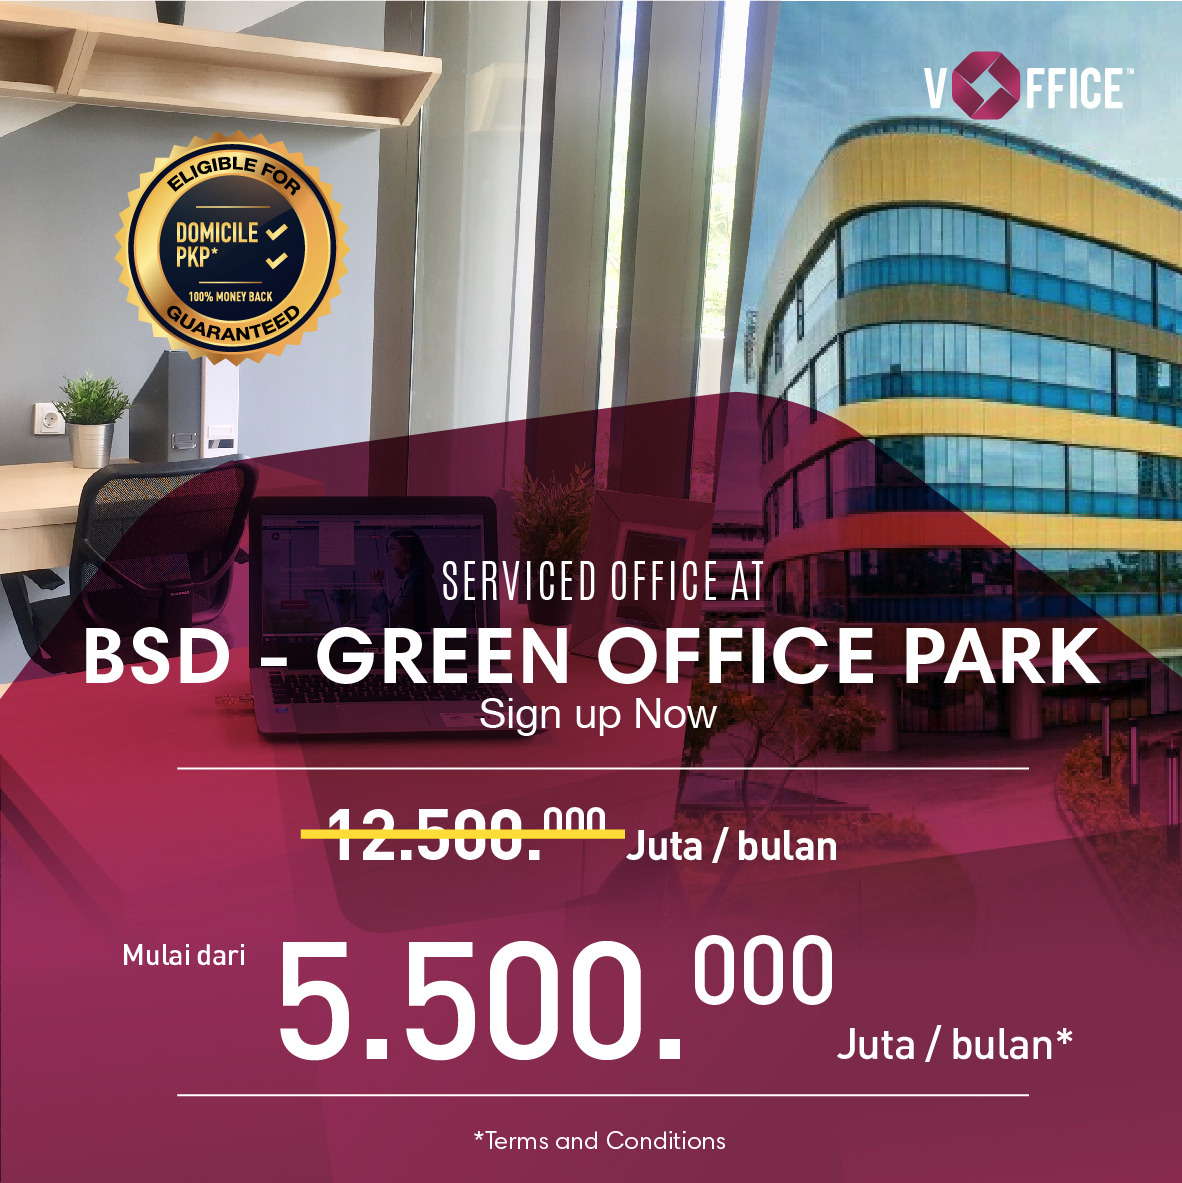 VOFFICE™
ELIGIBLE FOR
DOMICILE
PKP*
100% MONEY BACK
GUARANTEED
SERVICED OFFICE AT
BSD - GREEN OFFICE PARK
Sign up Now
12.500.000 Juta / bulan
Mulai dari 5.500.000 Juta / bulan*
*Terms and Conditions